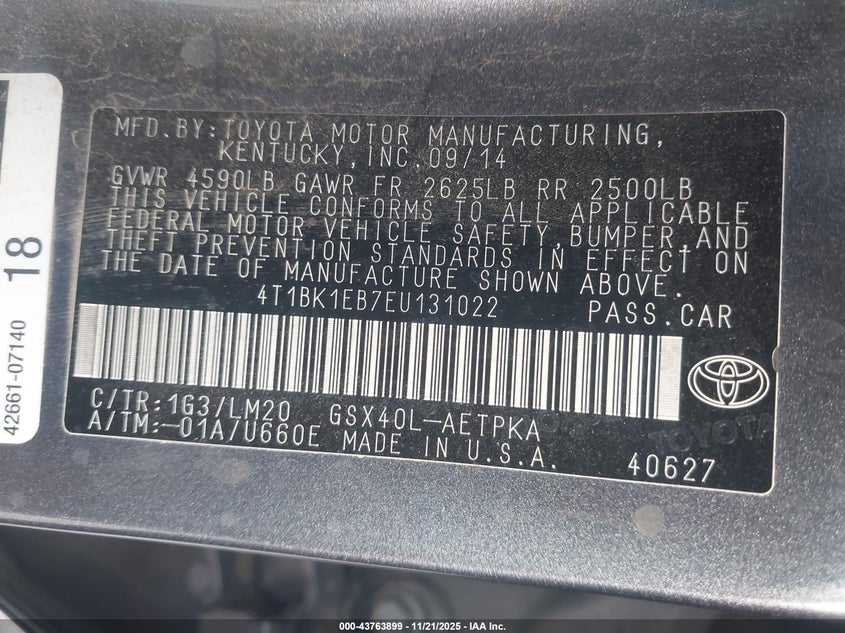 MFD.BY:TOYOTA MOTOR MANUFACTURING,
KENTUCKY,INC.09/14
GVWR 4590LB GAWR FR 2625LB RR 2500LB
THIS VEHICLE CONFORMS TO ALL APPLICABLE
FEDERAL MOTOR VEHICLE SAFETY,BUMPER,AND
THEFT PREVENTION STANDARDS IN EFFECT ON
THE DATE OF MANUFACTURE SHOWN ABOVE.
4T1BK1EB7EU131022 PASS.CAR
C/TR:1G3/LM20 GSX40L-AETPKA
A/TM:-01A/U660E MADE IN U.S.A.
40627
TOYOTA
42661-07140
18
000-43763899 - 11/21/2025 - IAA Inc.